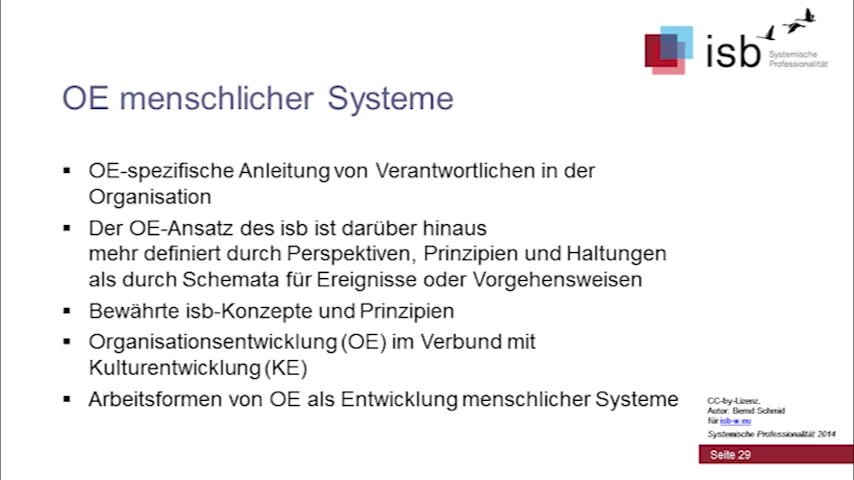 isb
Systemische
Professionalität
OE menschlicher Systeme
▪ OE-spezifische Anleitung von Verantwortlichen in der
Organisation
▪ Der OE-Ansatz des isb ist darüber hinaus
mehr definiert durch Perspektiven, Prinzipien und Haltungen
als durch Schemata für Ereignisse oder Vorgehensweisen
▪ Bewährte isb-Konzepte und Prinzipien
▪ Organisationsentwicklung (OE) im Verbund mit
Kulturentwicklung (KE)
▪ Arbeitsformen von OE als Entwicklung menschlicher Systeme
CC-by-Lizenz,
Autor: Bernd Schmid
für isb-w.eu
Systemische Professionalität 2014
Seite 29